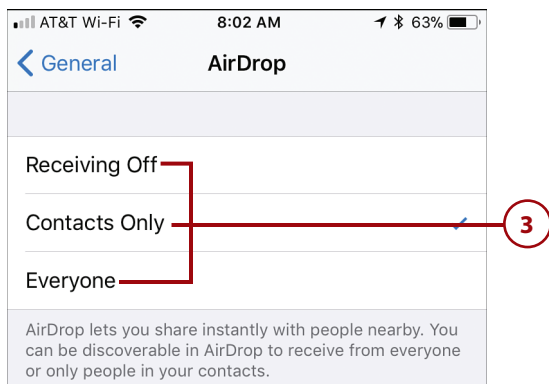 AT&T Wi-Fi 8:02 AM 63%
General AirDrop
Receiving Off
Contacts Only
3
Everyone
AirDrop lets you share instantly with people nearby. You
can be discoverable in AirDrop to receive from everyone
or only people in your contacts.